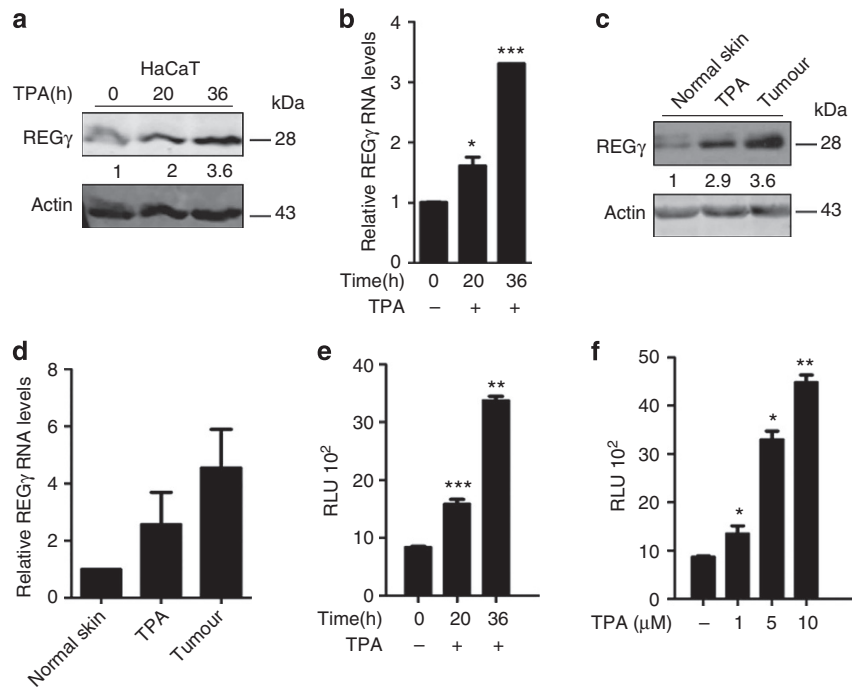 a
HaCaT
TPA(h) 0 20 36
kDa
REGγ 28
1 2 3.6
Actin 43
b
Relative REGγ RNA levels
4
3
2
1
0
* ***
Time(h) 0 20 36
TPA – + +
c
Normal skin TPA Tumour
kDa
REGγ 28
1 2.9 3.6
Actin 43
d
Relative REGγ RNA levels
8
6
4
2
0
Normal skin TPA Tumour
e
RLU 10²
40
30
20
10
0
*** **
Time(h) 0 20 36
TPA – + +
f
RLU 10²
50
40
30
20
10
0
* * **
TPA (μM) – 1 5 10